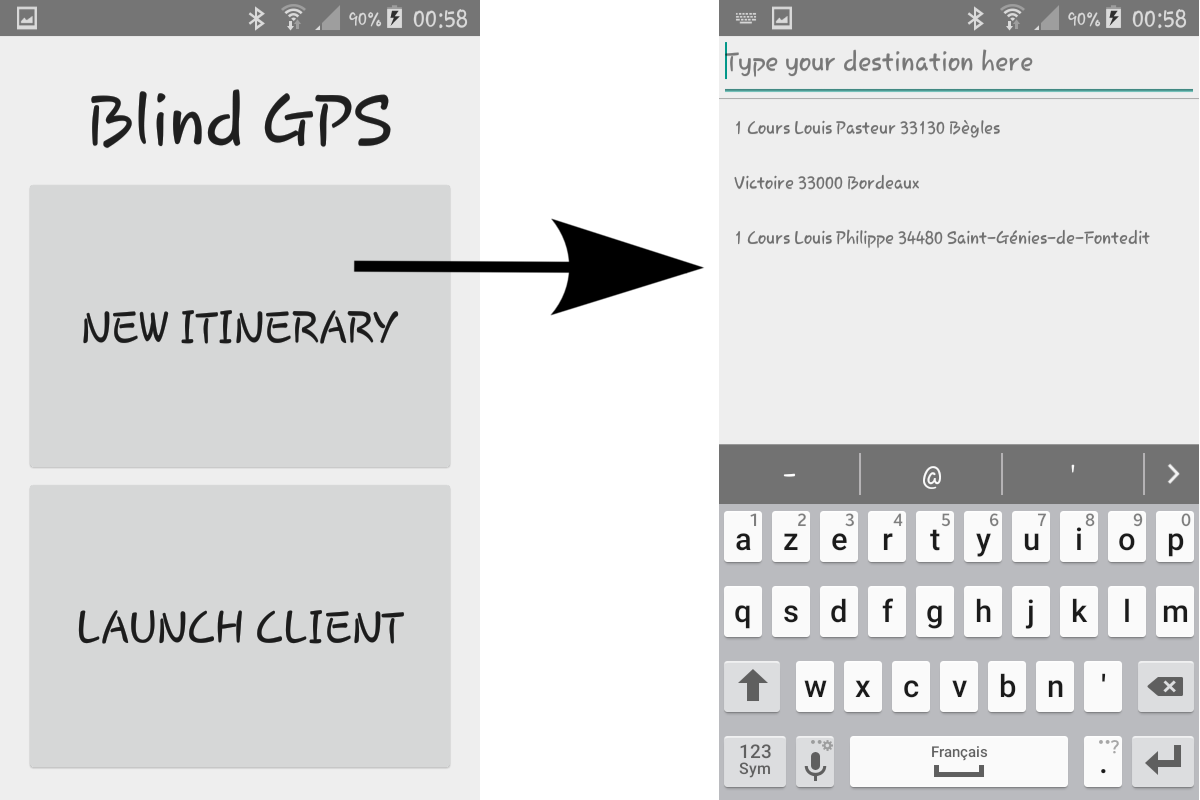 90% 00:58
Blind GPS
NEW ITINERARY
LAUNCH CLIENT
90% 00:58
Type your destination here
1 Cours Louis Pasteur 33130 Bègles
Victoire 33000 Bordeaux
1 Cours Louis Philippe 34480 Saint-Génies-de-Fontedit
- @ '
1 2 3 4 5 6 7 8 9 0
a z e r t y u i o p
q s d f g h j k l m
w x c v b n '
123 Sym Français . ?